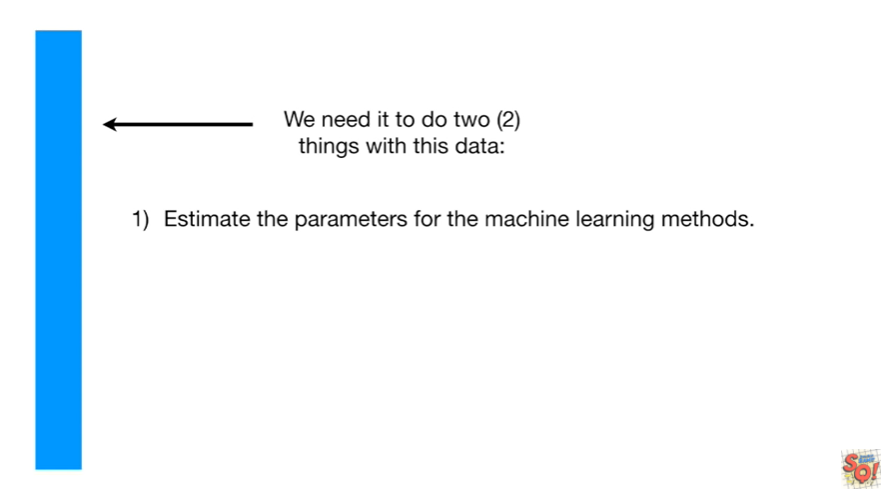 We need it to do two (2)
things with this data:
1) Estimate the parameters for the machine learning methods.
SQ!